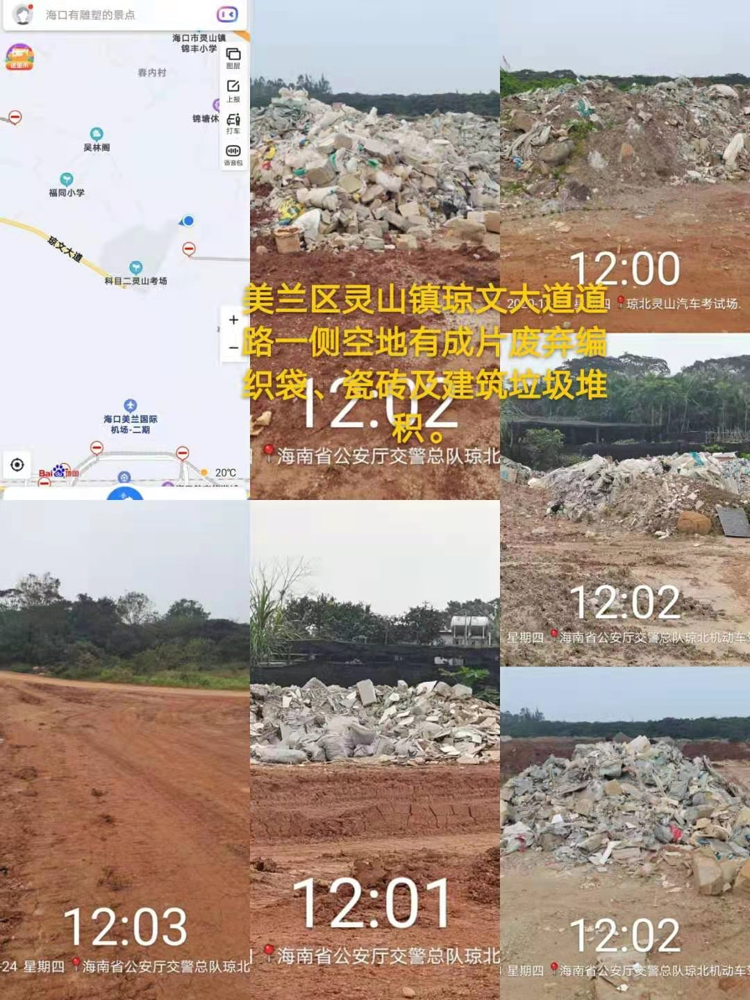 海口有雕塑的景点
海口市灵山镇
锦丰小学
图层
春内村
上报
锦塘休
打车
吴林阁
语音包
福同小学
琼文大道
科目二灵山考场
+
−
海口美兰国际
机场-二期
Bai du 地图
20℃
12:00
琼北灵山汽车考试场.
美兰区灵山镇琼文大道道
路一侧空地有成片废弃编
织袋、瓷砖及建筑垃圾堆
积。
12:02
海南省公安厅交警总队琼北
12:02
星期四 海南省公安厅交警总队琼北机动车
12:03
-24 星期四 海南省公安厅交警总队琼北
12:01
海南省公安厅交警总队琼北
12:02
星期四 海南省公安厅交警总队琼北机动车